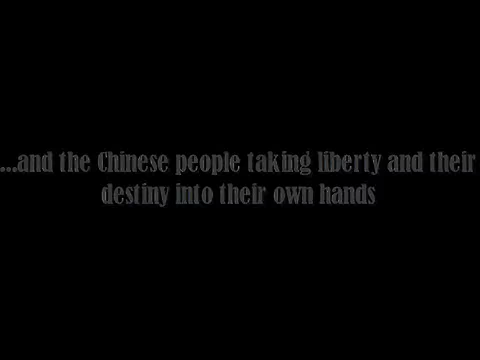 ...and the Chinese people taking liberty and their
destiny into their own hands